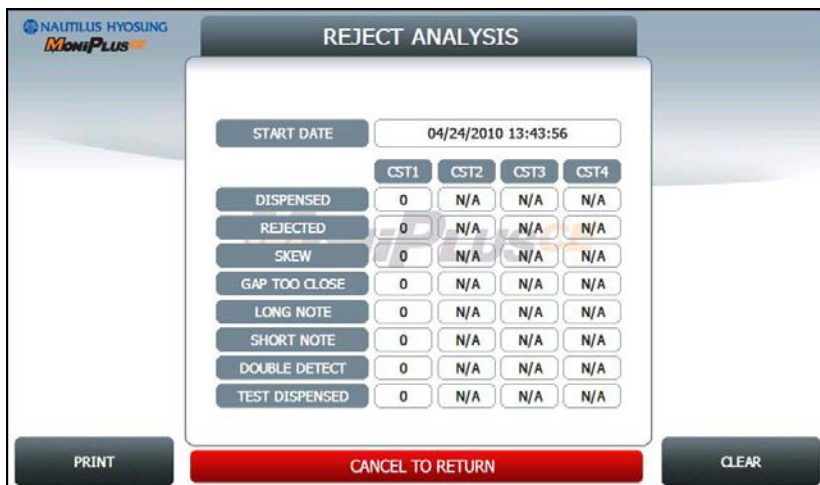 NAUTILUS HYOSUNG
MoniPlusCE
REJECT ANALYSIS
START DATE 04/24/2010 13:43:56
CST1 CST2 CST3 CST4
DISPENSED 0 N/A N/A N/A
REJECTED 0 N/A N/A N/A
SKEW 0 N/A N/A N/A
GAP TOO CLOSE 0 N/A N/A N/A
LONG NOTE 0 N/A N/A N/A
SHORT NOTE 0 N/A N/A N/A
DOUBLE DETECT 0 N/A N/A N/A
TEST DISPENSED 0 N/A N/A N/A
MoniPlusCE
PRINT CANCEL TO RETURN CLEAR